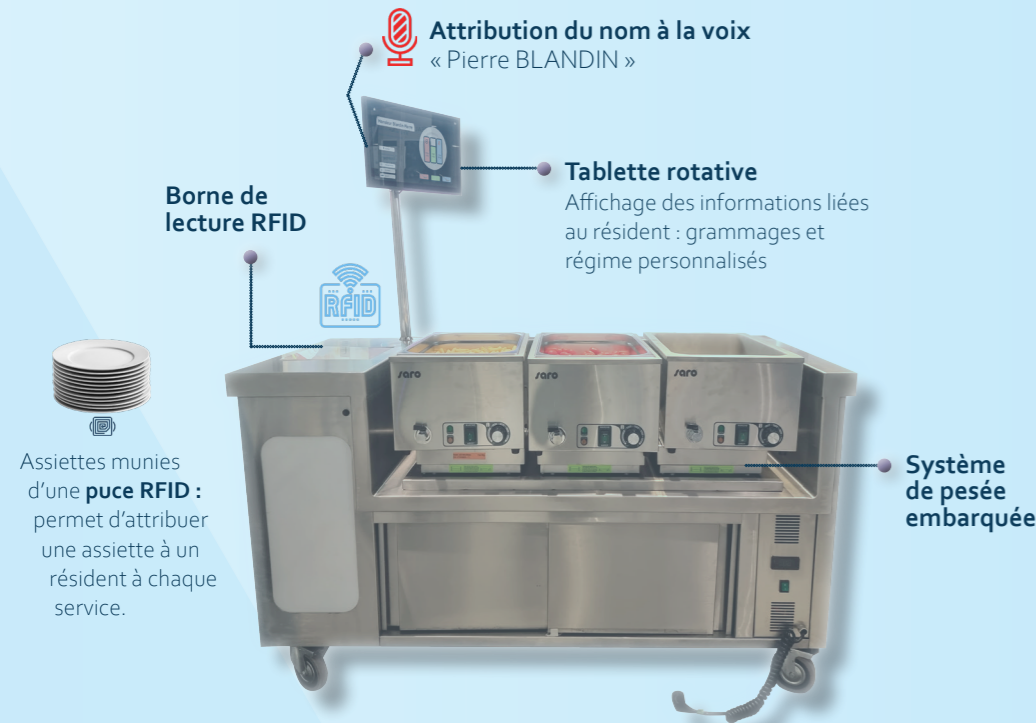 Attribution du nom à la voix
« Pierre BLANDIN »
Tablette rotative
Affichage des informations liées
au résident : grammages et
régime personnalisés
Borne de
lecture RFID
RFID
saro
saro
saro
Assiettes munies
d'une puce RFID :
permet d'attribuer
une assiette à un
résident à chaque
service.
Système
de pesée
embarquée